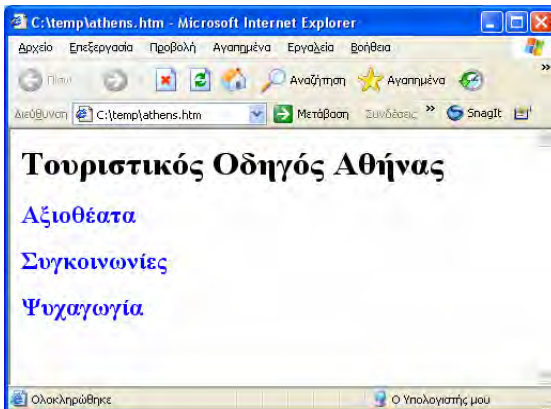 C:\temp\athens.htm - Microsoft Internet Explorer
Αρχείο Επεξεργασία Προβολή Αγαπημένα Εργαλεία Βοήθεια
Πίσω Αναζήτηση Αγαπημένα »
Διεύθυνση C:\temp\athens.htm Μετάβαση Συνδέσεις » SnagIt
Τουριστικός Οδηγός Αθήνας
Αξιοθέατα
Συγκοινωνίες
Ψυχαγωγία
Ολοκληρώθηκε Ο Υπολογιστής μου